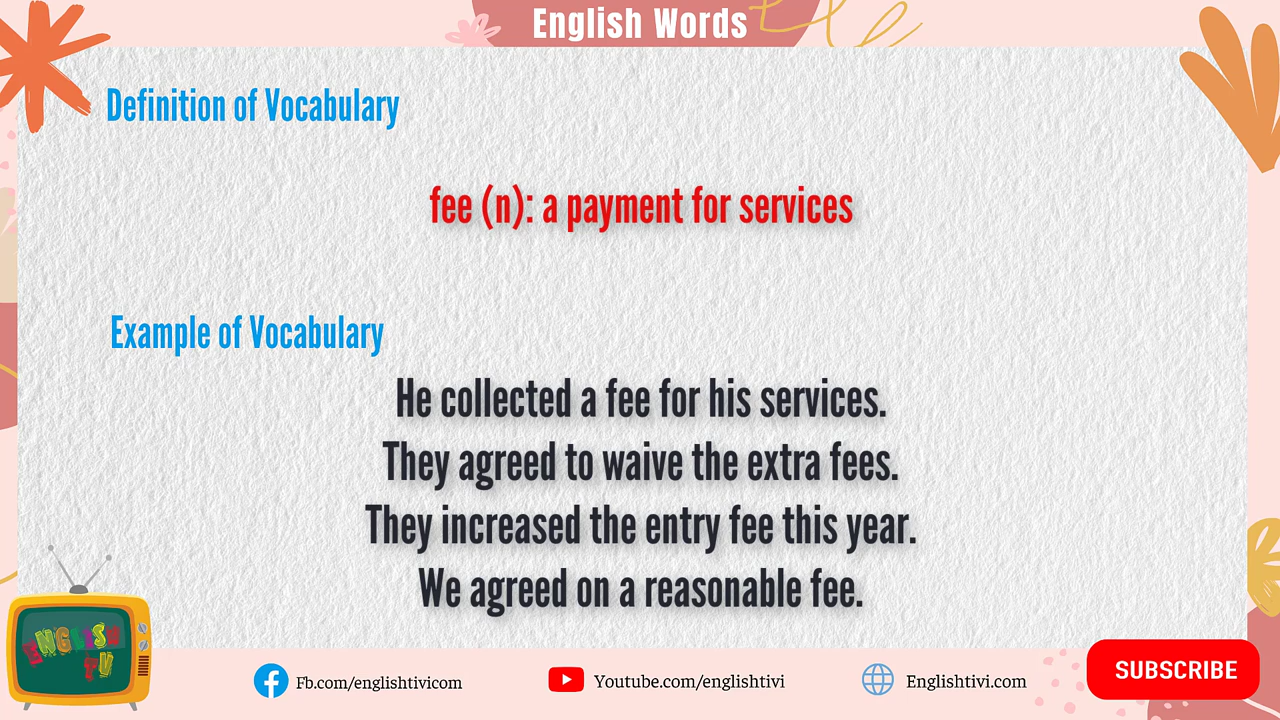 English Words
Definition of Vocabulary
fee (n): a payment for services
Example of Vocabulary
He collected a fee for his services.
They agreed to waive the extra fees.
They increased the entry fee this year.
We agreed on a reasonable fee.
ENGLISH
TV
Fb.com/englishtivicom
Youtube.com/englishtivi
Englishtivi.com
SUBSCRIBE